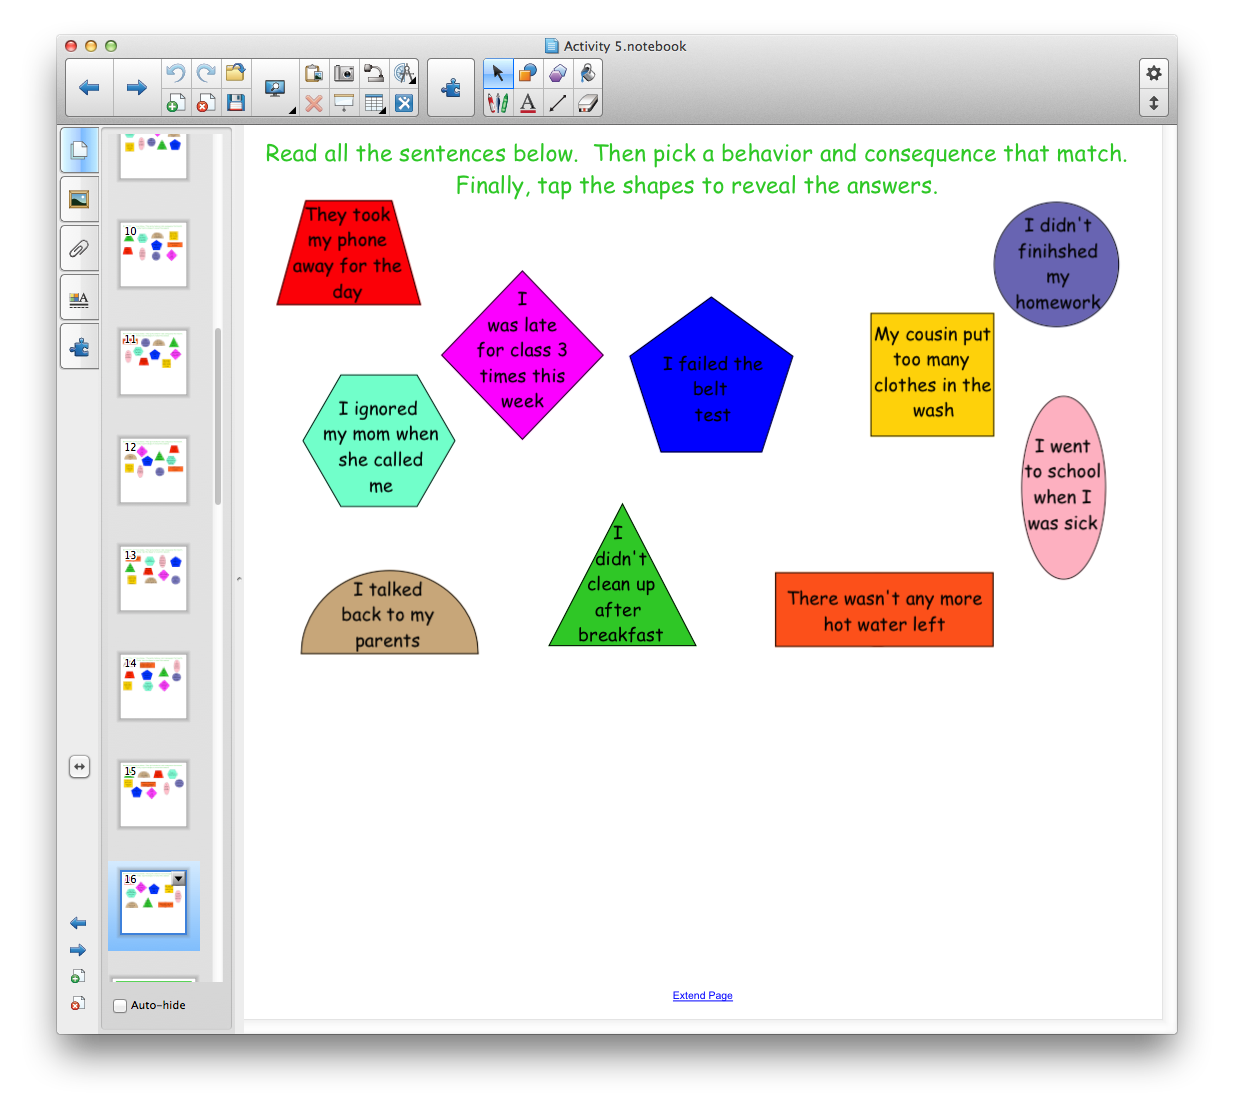 Activity 5.notebook
Read all the sentences below.  Then pick a behavior and consequence that match.
Finally, tap the shapes to reveal the answers.
They took
my phone
away for the
day
I
was late
for class 3
times this
week
I failed the
belt
test
My cousin put
too many
clothes in the
wash
I didn't
finihshed
my
homework
I ignored
my mom when
she called
me
I went
to school
when I
was sick
I talked
back to my
parents
I
didn't
clean up
after
breakfast
There wasn't any more
hot water left
10
11
12
13
14
15
16
Auto-hide
Extend Page